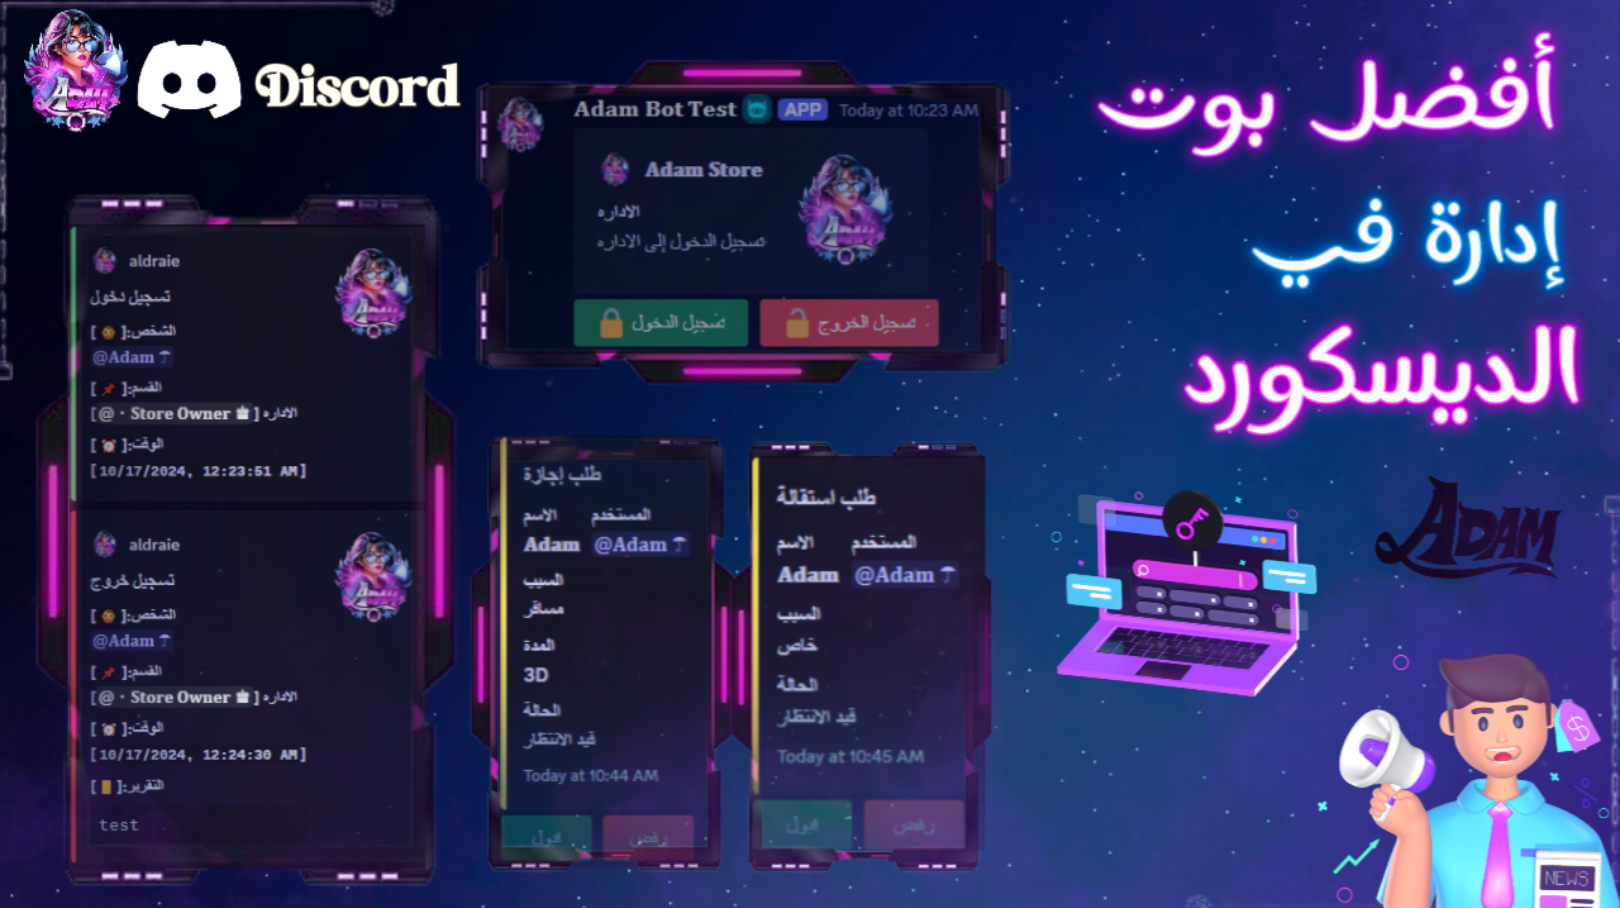 Discord
أفضل بوت
إدارة في
الديسكورد
ADAM
Adam Bot Test APP Today at 10:23 AM
Adam Store
الاداره
تسجيل الدخول إلى الاداره
تسجيل الدخول
تسجيل الخروج
aldraie
تسجيل دخول
الشخص:[ ]
@Adam
القسم:[ ]
[@・Store Owner ] الاداره
الوقت:[ ]
[10/17/2024, 12:23:51 AM]
aldraie
تسجيل خروج
الشخص:[ ]
@Adam
القسم:[ ]
[@・Store Owner ] الاداره
الوقت:[ ]
[10/17/2024, 12:24:30 AM]
التقرير:[ ]
test
طلب إجازة
الاسم المستخدم
Adam @Adam
السبب
مسافر
المدة
3D
الحالة
قيد الانتظار
Today at 10:44 AM
قبول
رفض
طلب استقالة
الاسم المستخدم
Adam @Adam
السبب
خاص
الحالة
قيد الانتظار
Today at 10:45 AM
قبول
رفض
NEWS